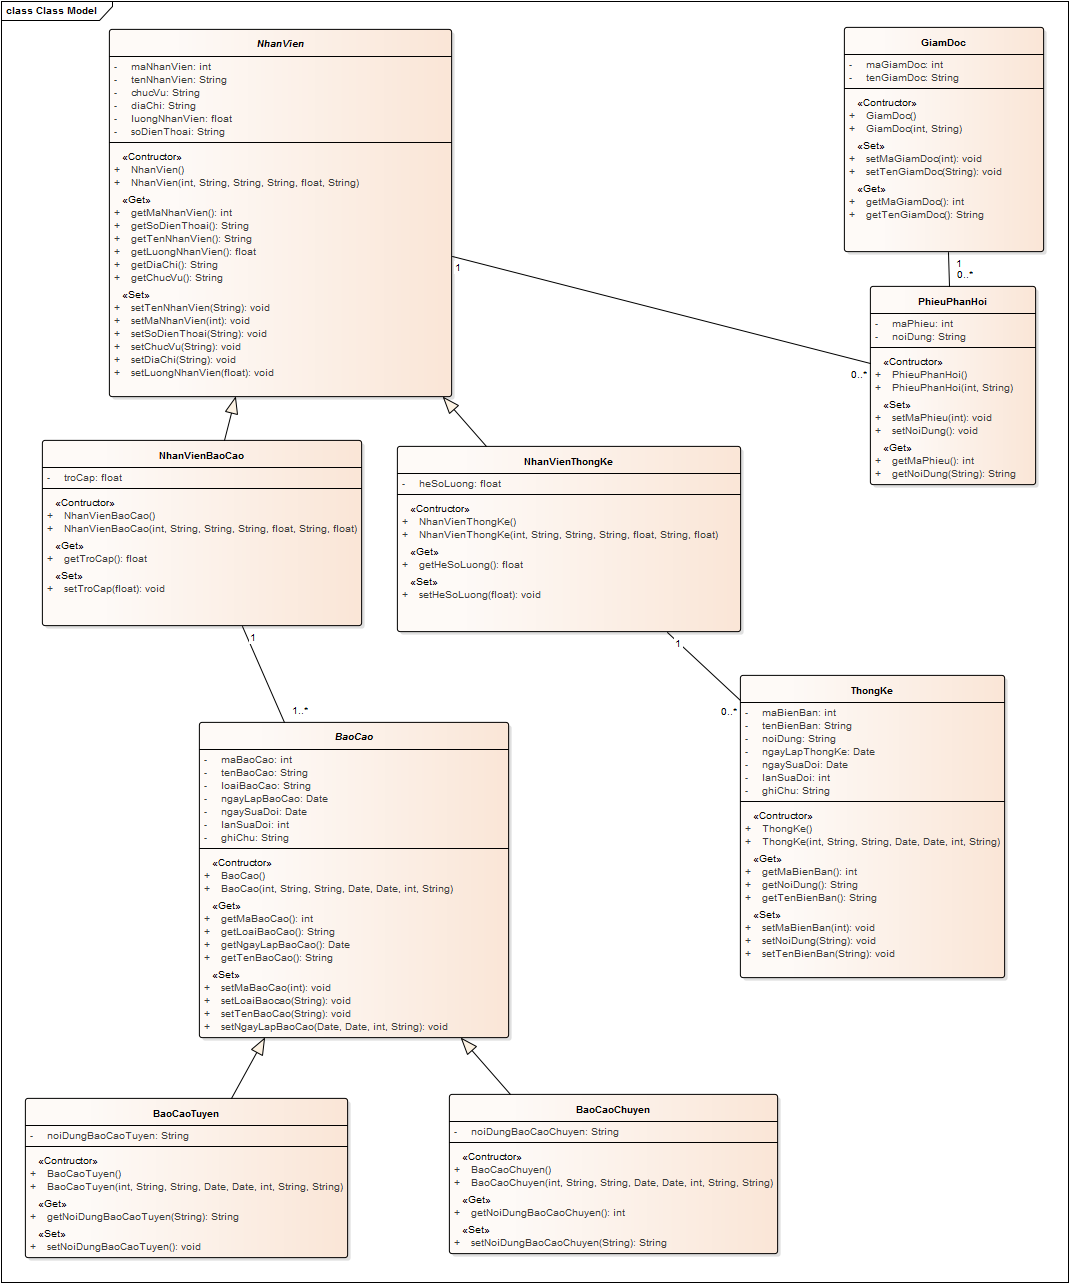 class Class Model
NhanVien
- maNhanVien: int
- tenNhanVien: String
- chucVu: String
- diaChi: String
- luongNhanVien: float
- soDienThoai: String
«Contructor»
+ NhanVien()
+ NhanVien(int, String, String, String, float, String)
«Get»
+ getMaNhanVien(): int
+ getSoDienThoai(): String
+ getTenNhanVien(): String
+ getLuongNhanVien(): float
+ getDiaChi(): String
+ getChucVu(): String
«Set»
+ setTenNhanVien(String): void
+ setMaNhanVien(int): void
+ setSoDienThoai(String): void
+ setChucVu(String): void
+ setDiaChi(String): void
+ setLuongNhanVien(float): void
GiamDoc
- maGiamDoc: int
- tenGiamDoc: String
«Contructor»
+ GiamDoc()
+ GiamDoc(int, String)
«Set»
+ setMaGiamDoc(int): void
+ setTenGiamDoc(String): void
«Get»
+ getMaGiamDoc(): int
+ getTenGiamDoc(): String
1
0..*
1
0..*
PhieuPhanHoi
- maPhieu: int
- noiDung: String
«Contructor»
+ PhieuPhanHoi()
+ PhieuPhanHoi(int, String)
«Set»
+ setMaPhieu(int): void
+ setNoiDung(): void
«Get»
+ getMaPhieu(): int
+ getNoiDung(String): String
NhanVienBaoCao
- troCap: float
«Contructor»
+ NhanVienBaoCao()
+ NhanVienBaoCao(int, String, String, String, float, String, float)
«Get»
+ getTroCap(): float
«Set»
+ setTroCap(float): void
NhanVienThongKe
- heSoLuong: float
«Contructor»
+ NhanVienThongKe()
+ NhanVienThongKe(int, String, String, String, float, String, float)
«Get»
+ getHeSoLuong(): float
«Set»
+ setHeSoLuong(float): void
1
1..*
1
0..*
BaoCao
- maBaoCao: int
- tenBaoCao: String
- loaiBaoCao: String
- ngayLapBaoCao: Date
- ngaySuaDoi: Date
- lanSuaDoi: int
- ghiChu: String
«Contructor»
+ BaoCao()
+ BaoCao(int, String, String, Date, Date, int, String)
«Get»
+ getMaBaoCao(): int
+ getLoaiBaoCao(): String
+ getNgayLapBaoCao(): Date
+ getTenBaoCao(): String
«Set»
+ setMaBaoCao(int): void
+ setLoaiBaocao(String): void
+ setTenBaoCao(String): void
+ setNgayLapBaoCao(Date, Date, int, String): void
ThongKe
- maBienBan: int
- tenBienBan: String
- noiDung: String
- ngayLapThongKe: Date
- ngaySuaDoi: Date
- lanSuaDoi: int
- ghiChu: String
«Contructor»
+ ThongKe()
+ ThongKe(int, String, String, Date, Date, int, String)
«Get»
+ getMaBienBan(): int
+ getNoiDung(): String
+ getTenBienBan(): String
«Set»
+ setMaBienBan(int): void
+ setNoiDung(String): void
+ setTenBienBan(String): void
BaoCaoTuyen
- noiDungBaoCaoTuyen: String
«Contructor»
+ BaoCaoTuyen()
+ BaoCaoTuyen(int, String, String, Date, Date, int, String, String)
«Get»
+ getNoiDungBaoCaoTuyen(String): String
«Set»
+ setNoiDungBaoCaoTuyen(): void
BaoCaoChuyen
- noiDungBaoCaoChuyen: String
«Contructor»
+ BaoCaoChuyen()
+ BaoCaoChuyen(int, String, String, Date, Date, int, String, String)
«Get»
+ getNoiDungBaoCaoChuyen(): int
«Set»
+ setNoiDungBaoCaoChuyen(String): String